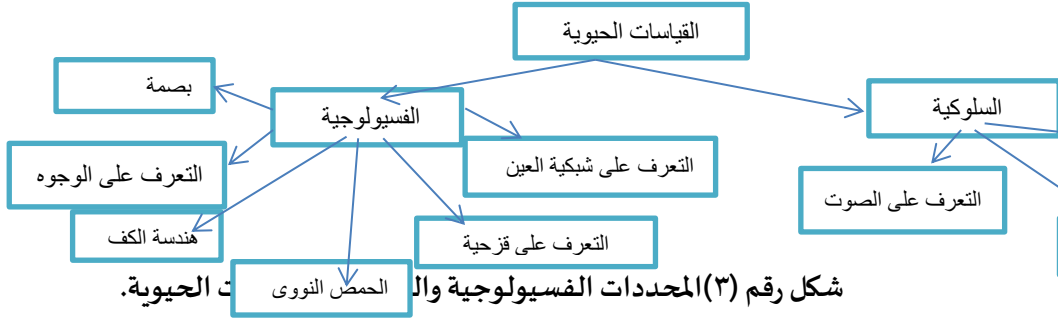 القياسات الحيوية
بصمة
الفسيولوجية
السلوكية
التعرف على الوجوه
التعرف على شبكية العين
التعرف على الصوت
هندسة الكف
التعرف على قزحية
الحمض النووى
شكل رقم (٣)المحددات الفسيولوجية الحيوية.